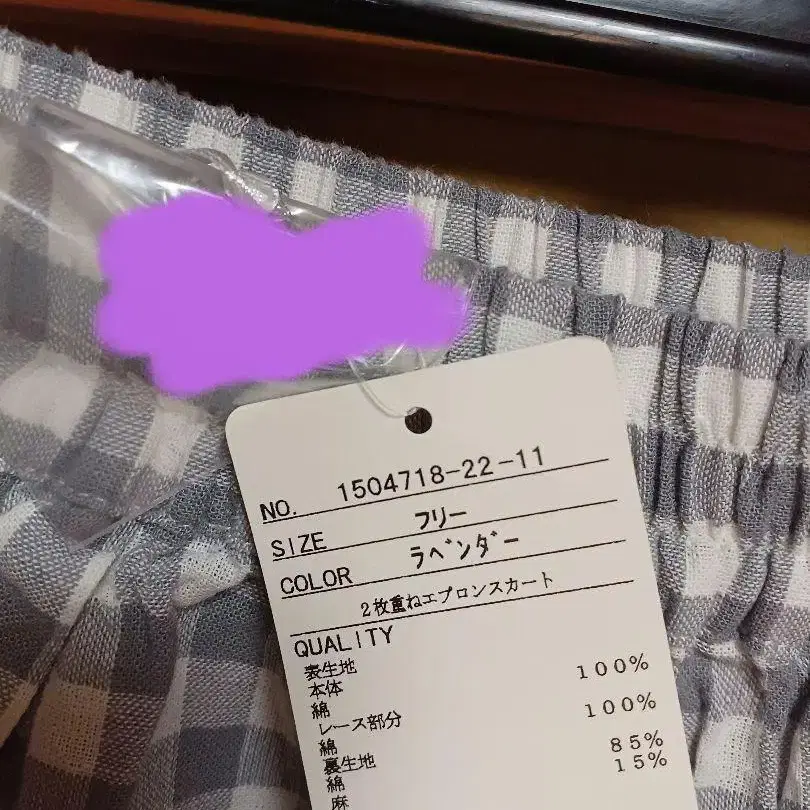 NO. 1504718-22-11
SIZE フリー
COLOR ラベンダー
2枚重ねエプロンスカート
QUALITY
表生地
本体
綿 100%
レース部分
綿 100%
裏生地
綿 85%
麻 15%